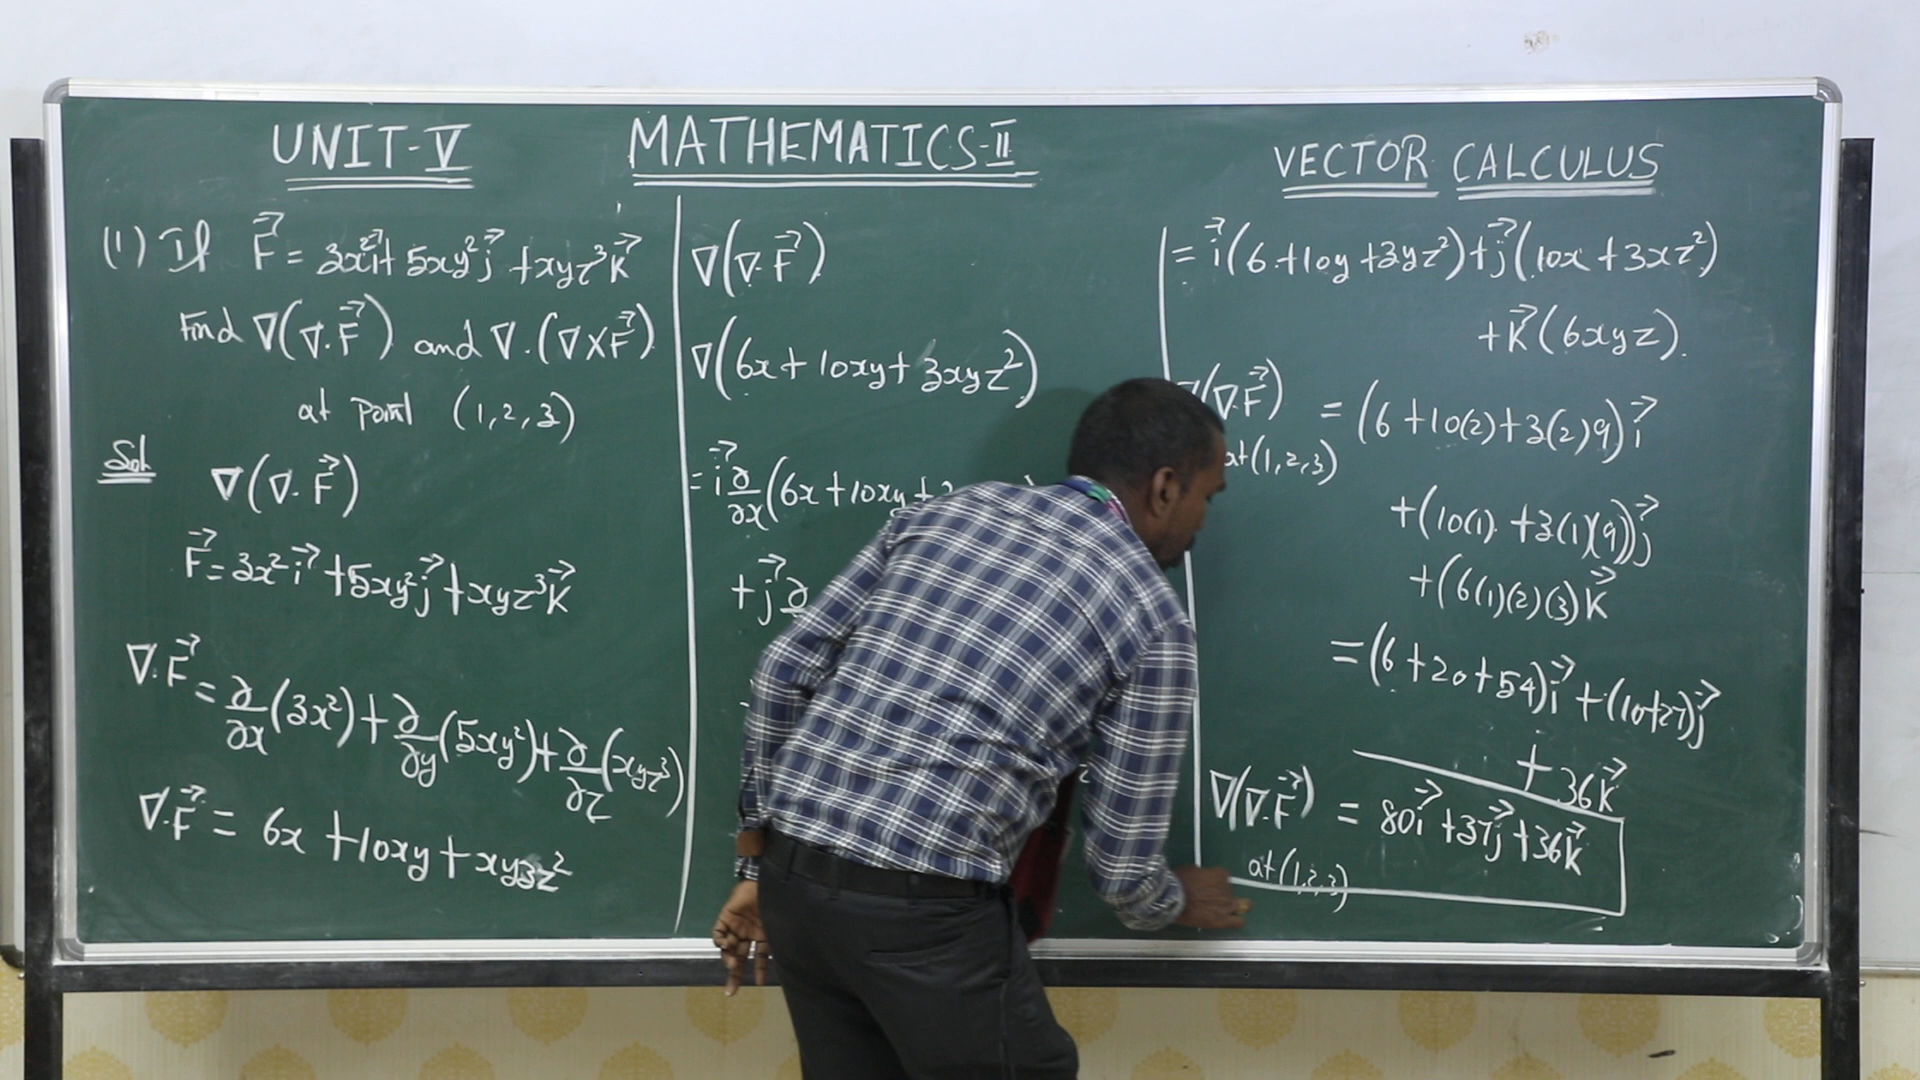 UNIT-V
MATHEMATICS-II
VECTOR CALCULUS
(1) If F⃗ = 3x²i⃗ + 5xy²j⃗ + xyz³K⃗
Find ∇(∇·F⃗) and ∇·(∇×F⃗)
at point (1,2,3)
Sol
∇(∇·F⃗)
F⃗ = 3x²i⃗ + 5xy²j⃗ + xyz³K⃗
∇·F⃗ = ∂/∂x(3x²) + ∂/∂y(5xy²) + ∂/∂z(xyz³)
∇·F⃗ = 6x + 10xy + xy3z²
∇(∇·F⃗)
∇(6x + 10xy + 3xyz²)
= i⃗ ∂/∂x(6x + 10xy +
+ j⃗ ∂
= i⃗(6 + 10y + 3yz²) + j⃗(10x + 3xz²)
+ K⃗(6xyz).
(∇·F⃗) = (6 + 10(2) + 3(2)9)i⃗
at(1,2,3)
+(10(1) + 3(1)(9))j⃗
+(6(1)(2)(3)K⃗
= (6 + 20 + 54)i⃗ + (10+27)j⃗
+ 36K⃗
∇(∇·F⃗) = 80i⃗ + 37j⃗ + 36K⃗
at(1,2,3)